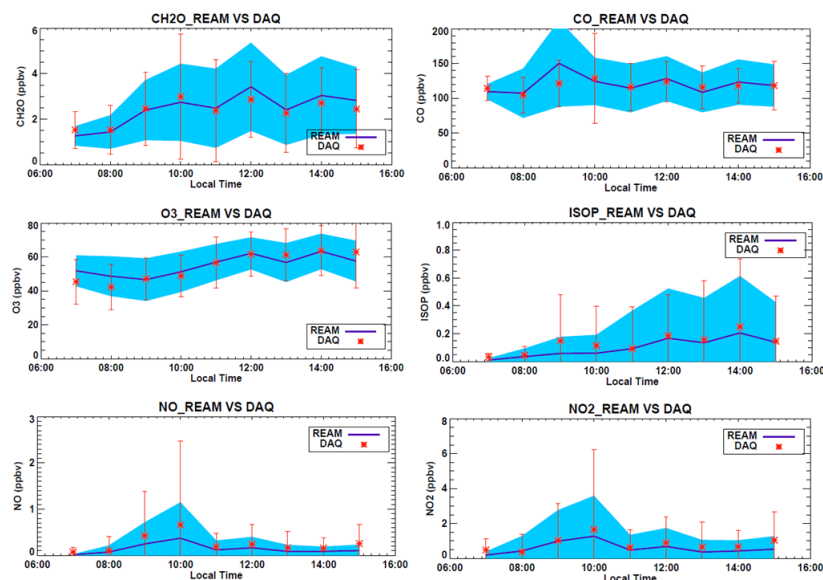 CH2O_REAM VS DAQ
6
4
2
0
CH2O (ppbv)
REAM
DAQ
06:00 08:00 10:00 12:00 14:00 16:00
Local Time
CO_REAM VS DAQ
200
150
100
50
0
CO (ppbv)
REAM
DAQ
06:00 08:00 10:00 12:00 14:00 16:00
Local Time
O3_REAM VS DAQ
80
60
40
20
0
O3 (ppbv)
REAM
DAQ
06:00 08:00 10:00 12:00 14:00 16:00
Local Time
ISOP_REAM VS DAQ
1.0
0.8
0.6
0.4
0.2
0.0
ISOP (ppbv)
REAM
DAQ
06:00 08:00 10:00 12:00 14:00 16:00
Local Time
NO_REAM VS DAQ
3
2
1
0
NO (ppbv)
REAM
DAQ
06:00 08:00 10:00 12:00 14:00 16:00
Local Time
NO2_REAM VS DAQ
8
6
4
2
0
NO2 (ppbv)
REAM
DAQ
06:00 08:00 10:00 12:00 14:00 16:00
Local Time